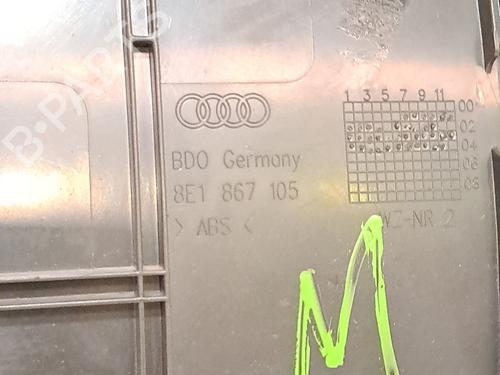 1 3 5 7 9 11
00
02
04
06
08
BDO Germany
8E1 867 105
> ABS <
WZ-NR 2
M
B-PARTS